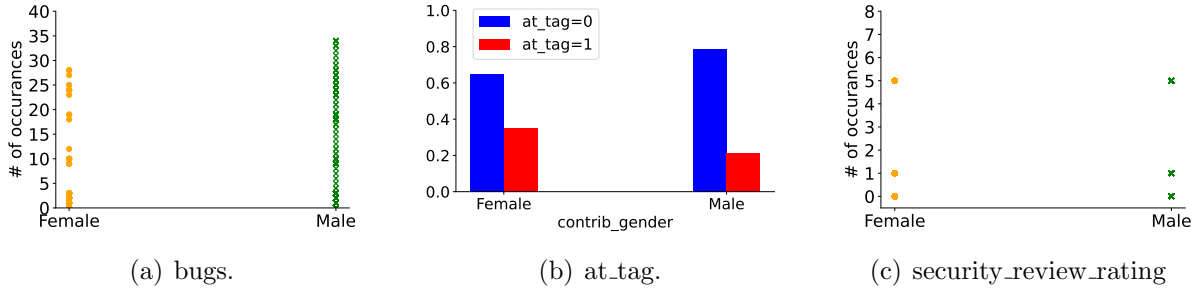 # of occurances
40
35
30
25
20
15
10
5
0
Female Male
(a) bugs.
1.0
0.8
0.6
0.4
0.2
0.0
at_tag=0
at_tag=1
Female Male
contrib_gender
(b) at_tag.
# of occurances
8
7
6
5
4
3
2
1
0
Female Male
(c) security_review_rating